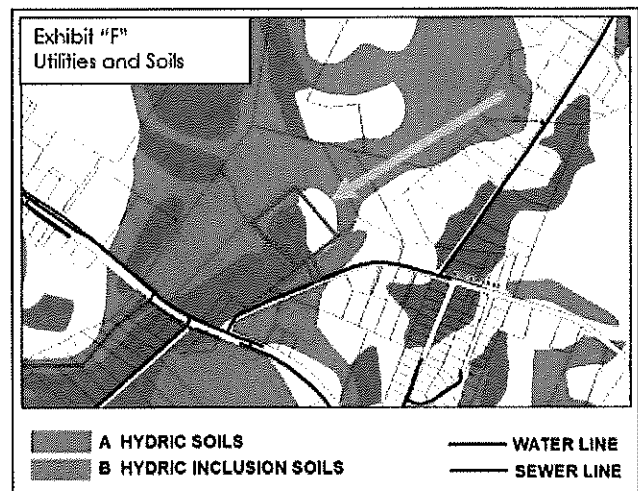 Exhibit "F"
Utilities and Soils
A HYDRIC SOILS
B HYDRIC INCLUSION SOILS
WATER LINE
SEWER LINE